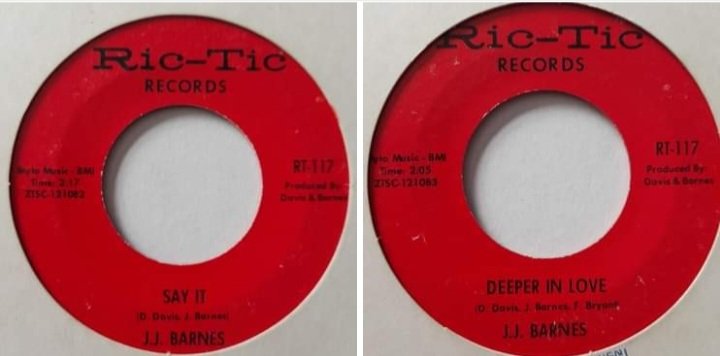 Ric-Tic
RECORDS
Myto Music - BMI
Time: 2:17
ZTSC-121082
RT-117
Produced By:
Davis & Barnes
SAY IT
(D. Davis, J. Barnes)
J.J. BARNES
Ric-Tic
RECORDS
Myto Music - BMI
Time: 2:05
ZTSC-121083
RT-117
Produced By:
Davis & Barnes
DEEPER IN LOVE
(D. Davis, J. Barnes, F. Bryant)
J.J. BARNES